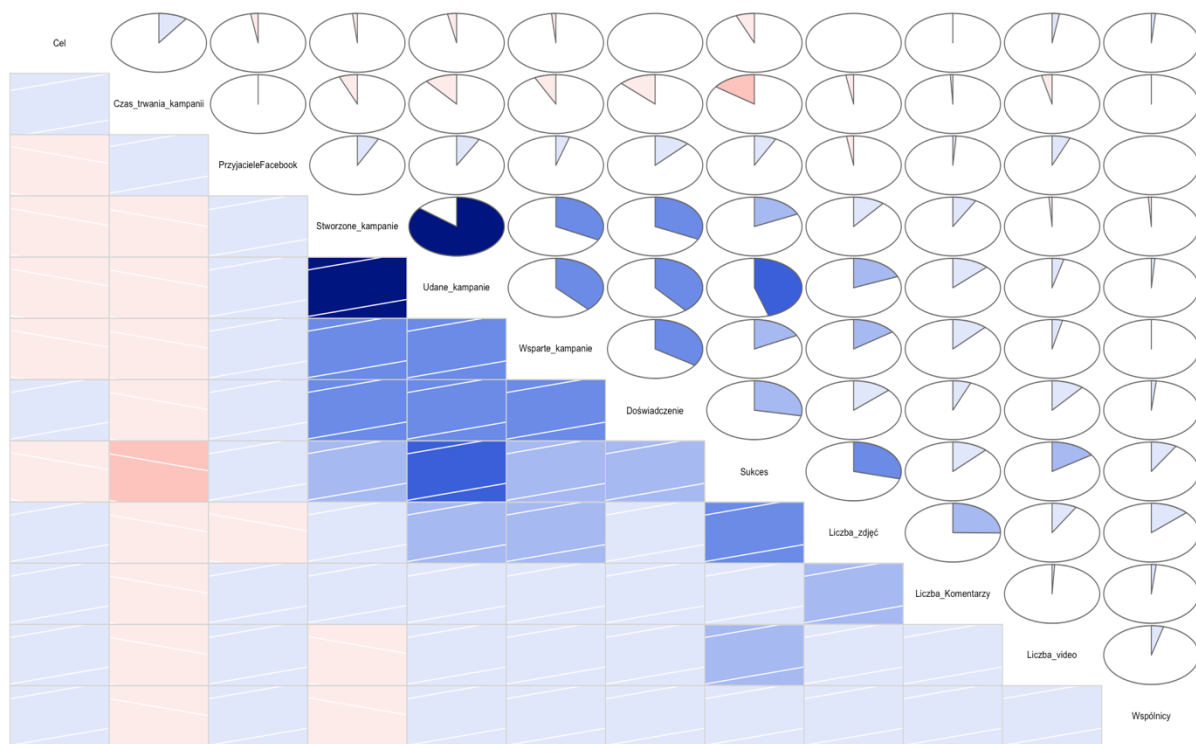 Cel
Czas_trwania_kampanii
PrzyjacieleFacebook
Stworzone_kampanie
Udane_kampanie
Wsparte_kampanie
Doświadczenie
Sukces
Liczba_zdjęć
Liczba_Komentarzy
Liczba_video
Wspólnicy